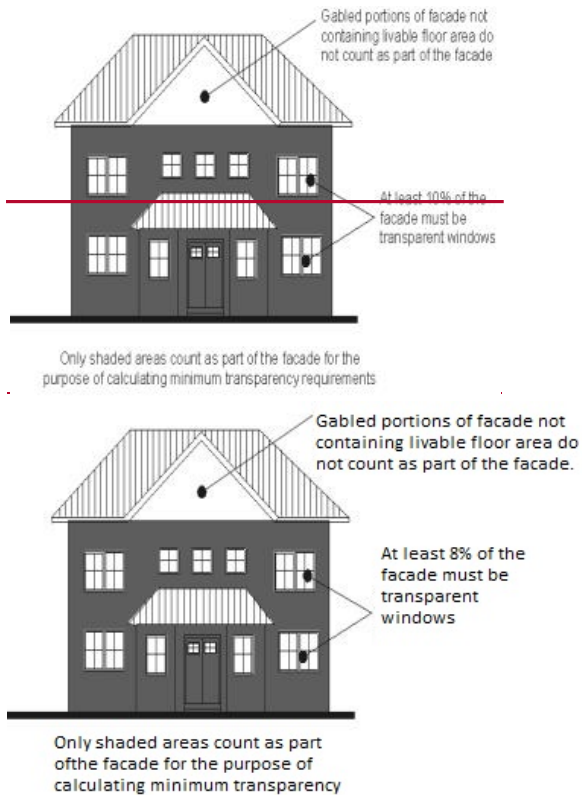 Gabled portions of facade not
containing livable floor area do
not count as part of the facade
At least 10% of the
facade must be
transparent windows
Only shaded areas count as part of the facade for the
purpose of calculating minimum transparency requirements
Gabled portions of facade not
containing livable floor area do
not count as part of the facade.
At least 8% of the
facade must be
transparent
windows
Only shaded areas count as part
ofthe facade for the purpose of
calculating minimum transparency